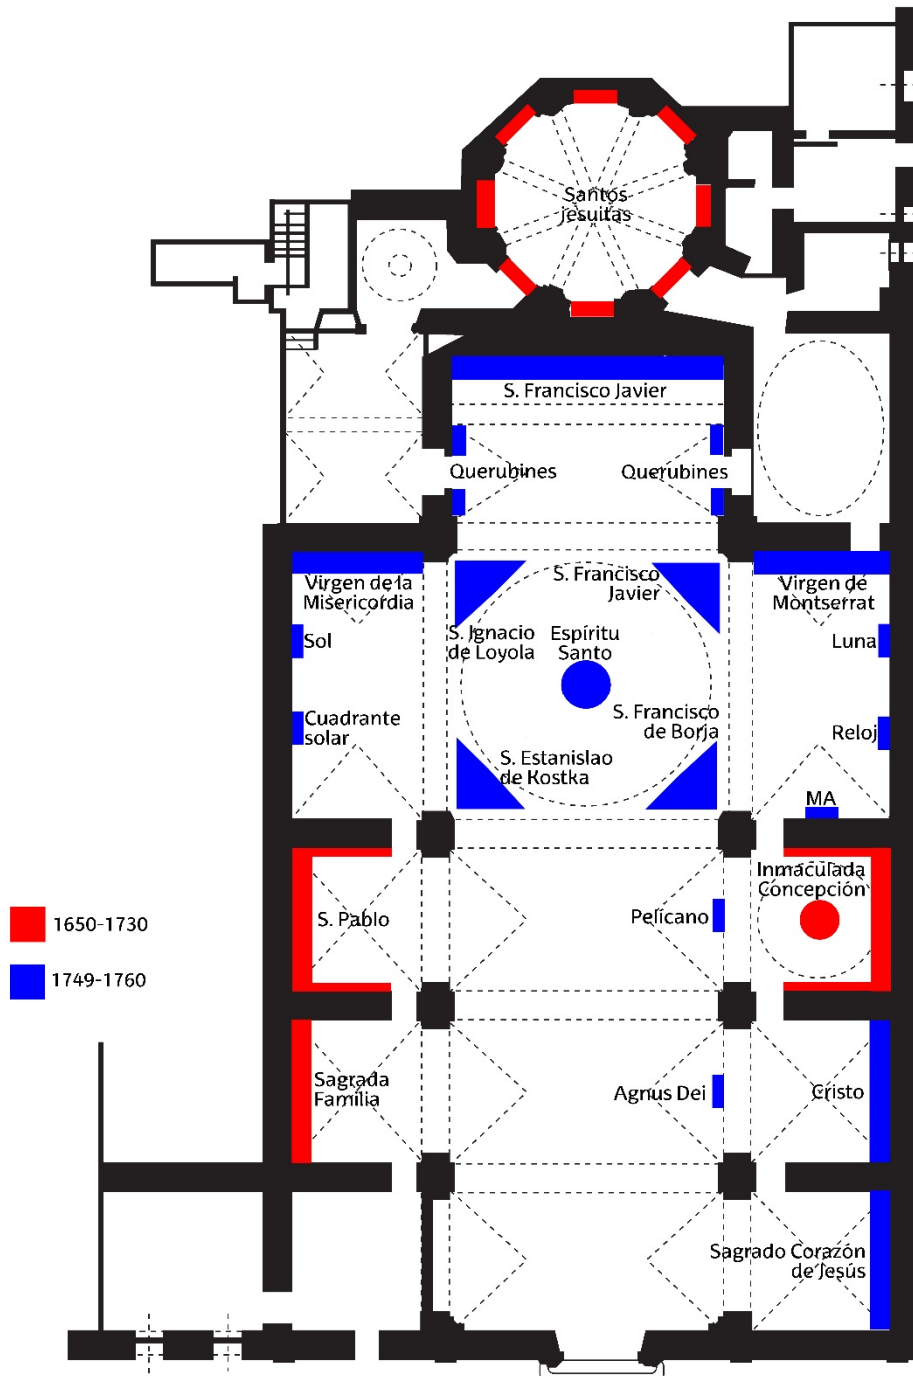 Santos
jesuitas
S. Francisco Javier
Querubines
Querubines
Virgen de la
Misericordia
S. Francisco
Javier
Virgen de
Montserrat
Sol
S. Ignacio
de Loyola
Espíritu
Santo
Luna
Cuadrante
solar
S. Francisco
de Borja
Reloj
S. Estanislao
de Kostka
MA
S. Pablo
Pelícano
Inmaculada
Concepción
1650-1730
1749-1760
Sagrada
Familia
Agnus Dei
Cristo
Sagrado Corazón
de Jesús